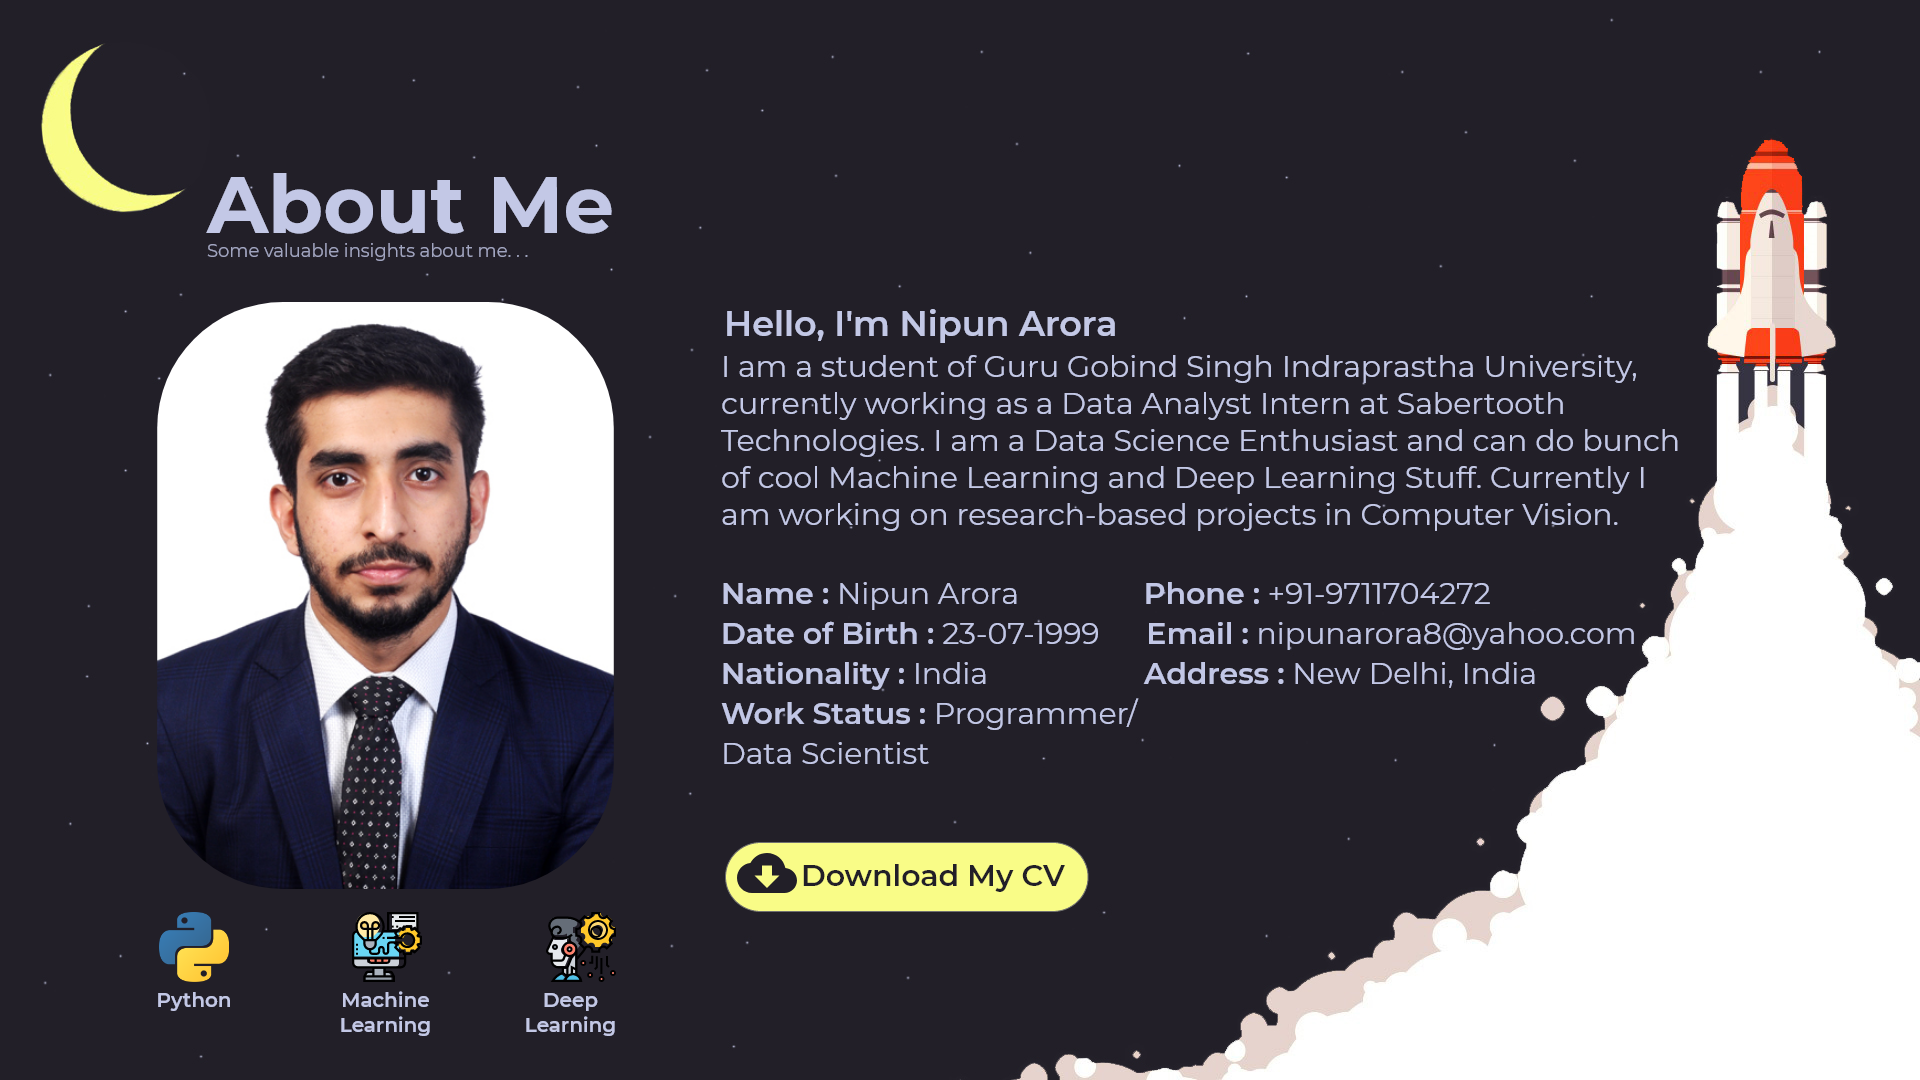 About Me
Some valuable insights about me. . .
Hello, I'm Nipun Arora
I am a student of Guru Gobind Singh Indraprastha University,
currently working as a Data Analyst Intern at Sabertooth
Technologies. I am a Data Science Enthusiast and can do bunch
of cool Machine Learning and Deep Learning Stuff. Currently I
am working on research-based projects in Computer Vision.
Name : Nipun Arora
Date of Birth : 23-07-1999
Nationality : India
Work Status : Programmer/
Data Scientist
Phone : +91-9711704272
Email : nipunarora8@yahoo.com
Address : New Delhi, India
Download My CV
Python
Machine
Learning
Deep
Learning